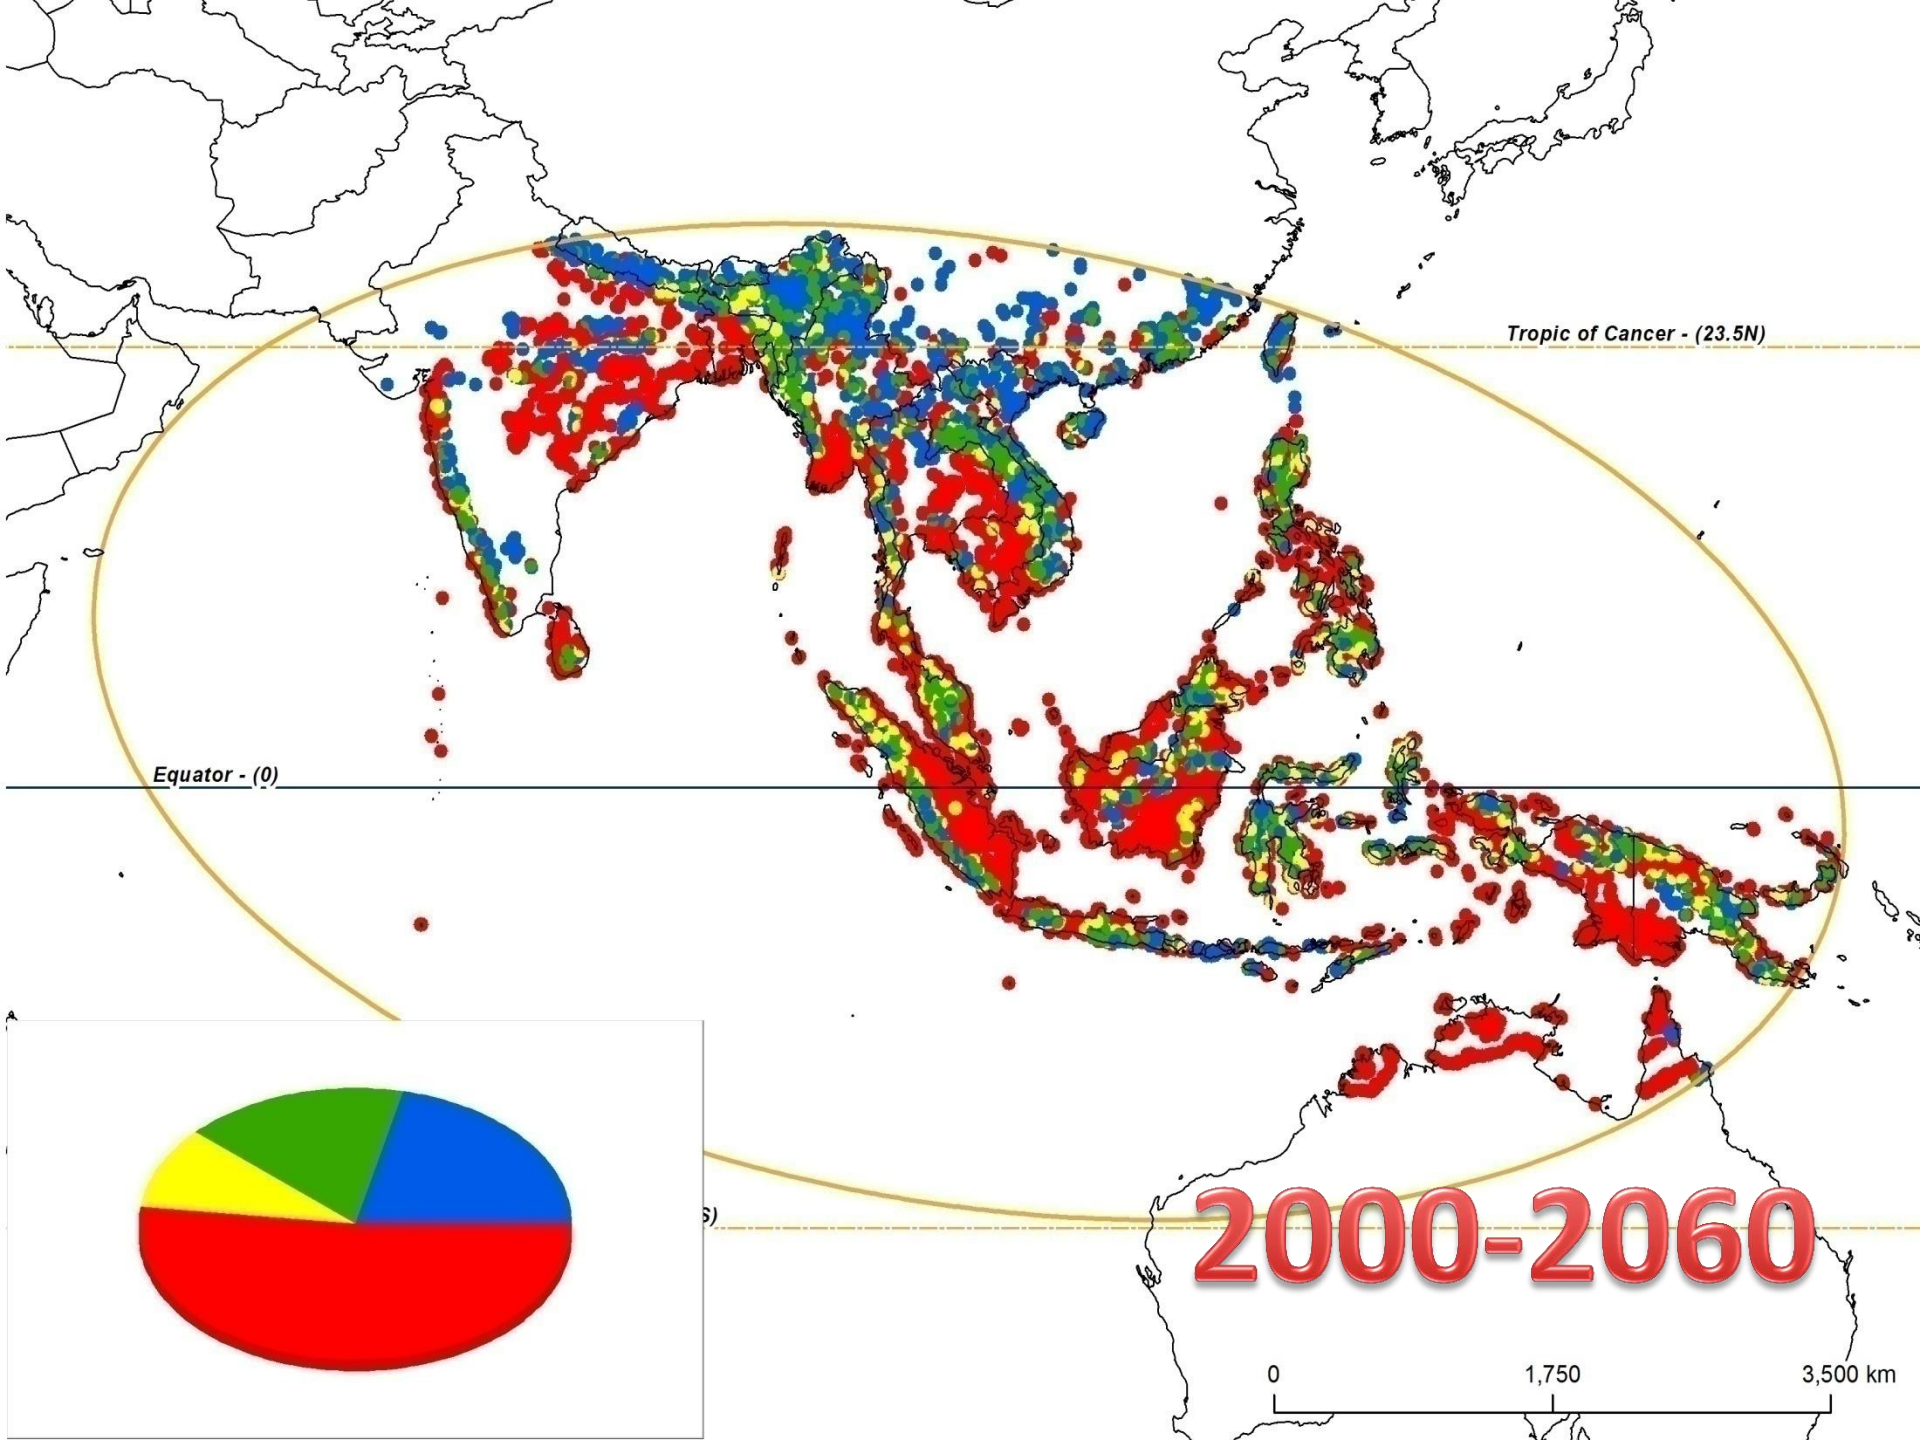 Tropic of Cancer - (23.5N)
Equator - (0)
S)
2000-2060
0 1,750 3,500 km